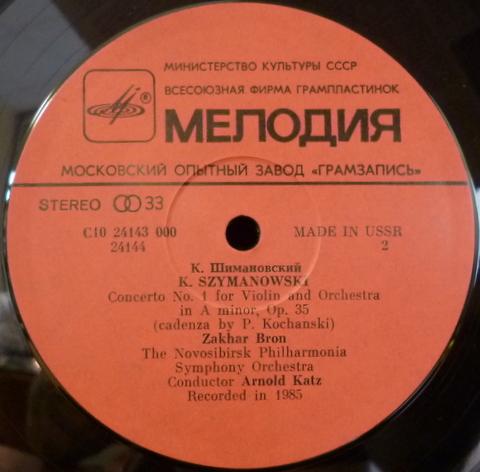 МИНИСТЕРСТВО КУЛЬТУРЫ СССР
ВСЕСОЮЗНАЯ ФИРМА ГРАМПЛАСТИНОК
®
МЕЛОДИЯ
МОСКОВСКИЙ ОПЫТНЫЙ ЗАВОД «ГРАМЗАПИСЬ»
STEREO 33
C10 24143 000
24144
MADE IN USSR
2
К. Шимановский
K. SZYMANOWSKI
Concerto No. 1 for Violin and Orchestra
in A minor, Op. 35
(cadenza by P. Kochanski)
Zakhar Bron
The Novosibirsk Philharmonia
Symphony Orchestra
Conductor Arnold Katz
Recorded in 1985